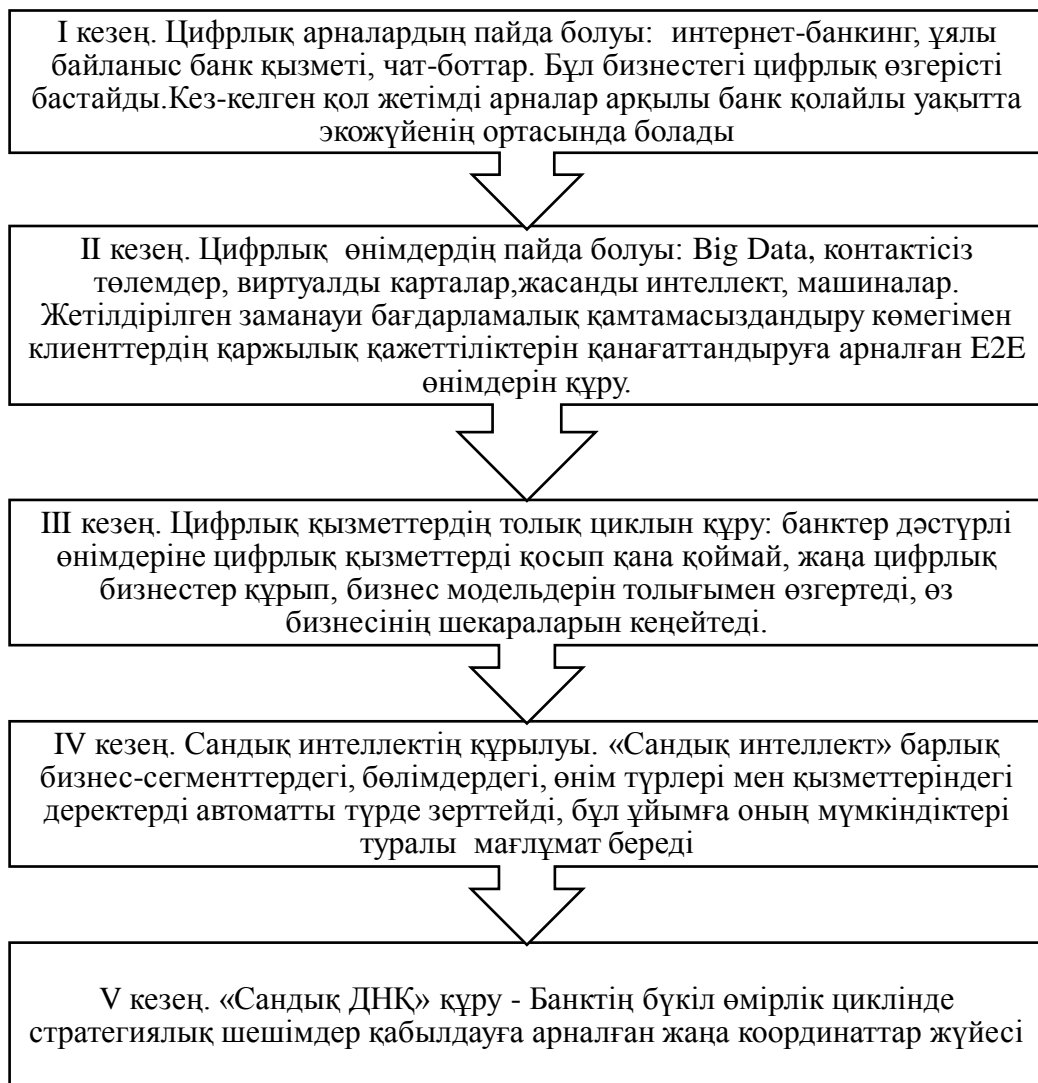 I кезең. Цифрлық арналардың пайда болуы:  интернет-банкинг, ұялы
байланыс банк қызметі, чат-боттар. Бұл бизнестегі цифрлық өзгерісті
бастайды.Кез-келген қол жетімді арналар арқылы банк қолайлы уақытта
экожүйенің ортасында болады
II кезең. Цифрлық  өнімдердің пайда болуы: Big Data, контактісіз
төлемдер, виртуалды карталар,жасанды интеллект, машиналар.
Жетілдірілген заманауи бағдарламалық қамтамасыздандыру көмегімен
клиенттердің қаржылық қажеттіліктерін қанағаттандыруға арналған E2E
өнімдерін құру.
III кезең. Цифрлық қызметтердің толық циклын құру: банктер дәстүрлі
өнімдеріне цифрлық қызметтерді қосып қана қоймай, жаңа цифрлық
бизнестер құрып, бизнес модельдерін толығымен өзгертеді, өз
бизнесінің шекараларын кеңейтеді.
IV кезең. Сандық интеллектің құрылуы. «Сандық интеллект» барлық
бизнес-сегменттердегі, бөлімдердегі, өнім түрлері мен қызметтеріндегі
деректерді автоматты түрде зерттейді, бұл ұйымға оның мүмкіндіктері
туралы  мағлұмат береді
V кезең. «Сандық ДНҚ» құру - Банктің бүкіл өмірлік циклінде
стратегиялық шешімдер қабылдауға арналған жаңа координаттар жүйесі